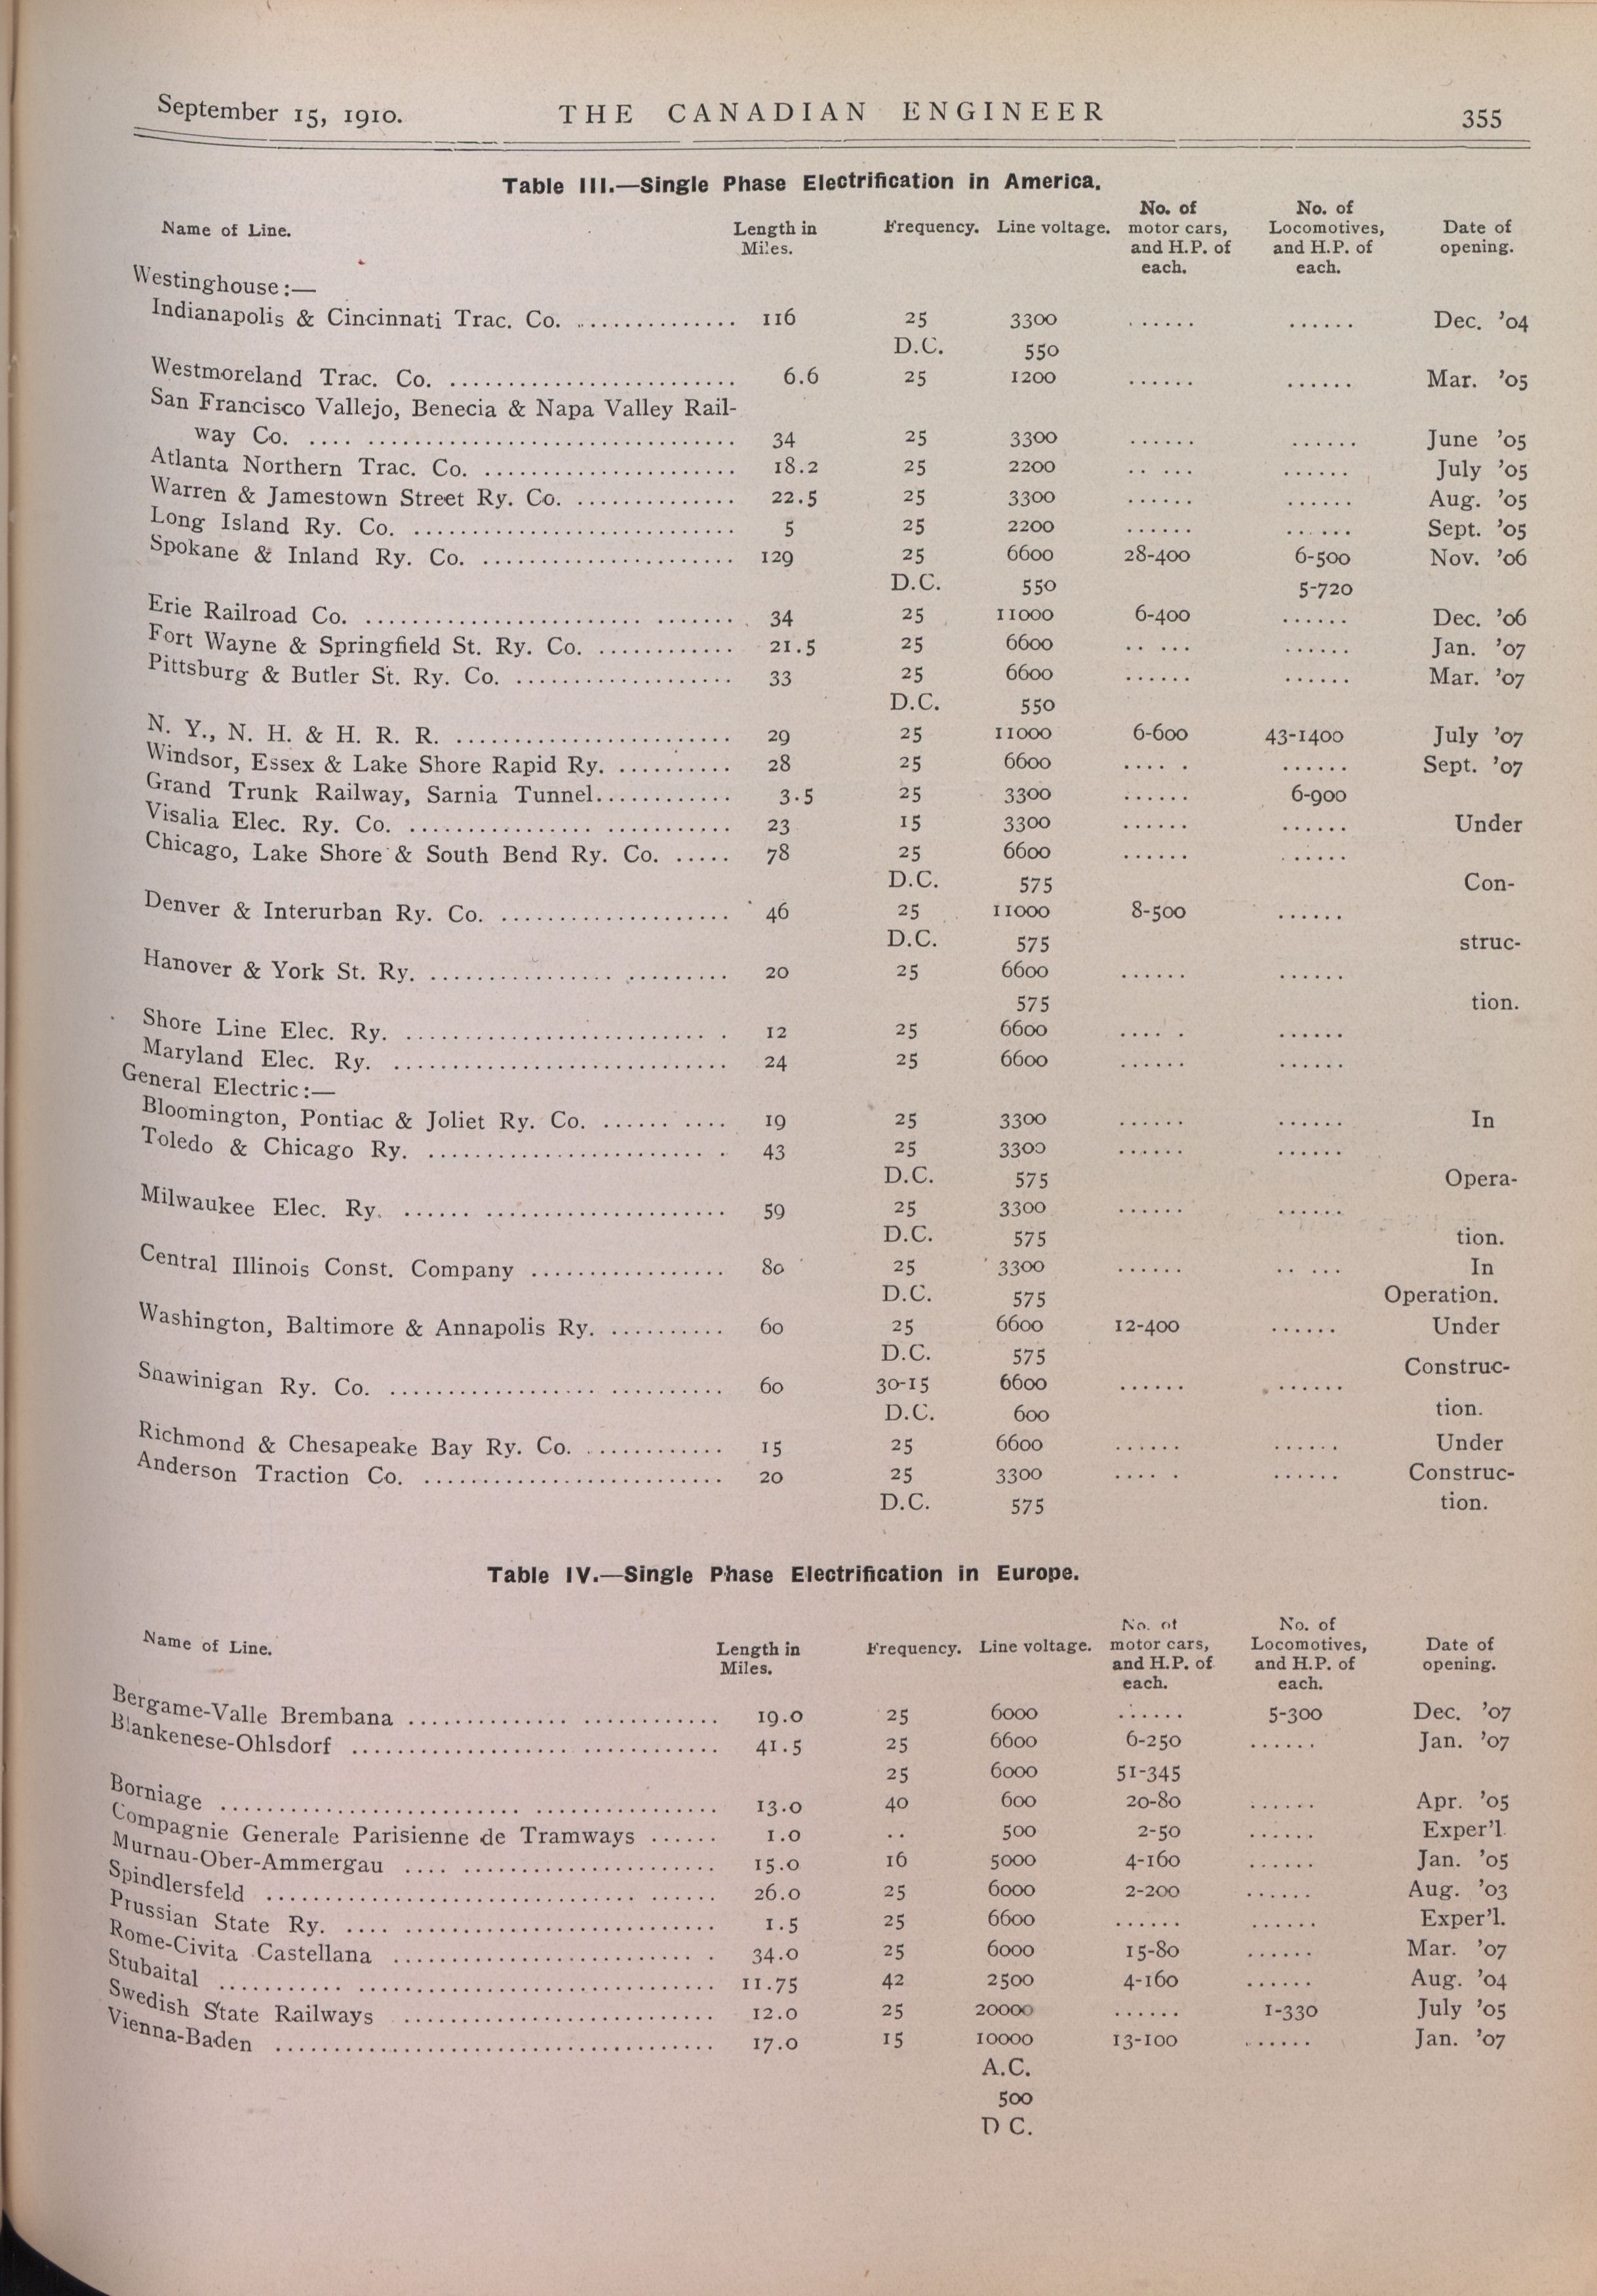 September 15, 1910. THE CANADIAN ENGINEER 355
Table III.—Single Phase Electrification in America.
No. of No. of
Name of Line. Length in Frequency. Line voltage. motor cars, Locomotives, Date of
Miles. and H.P. of and H.P. of opening.
each. each.
Westinghouse:—
Indianapolis & Cincinnati Trac. Co. .............. 116 25 3300 ...... ...... Dec. '04
D.C. 550
Westmoreland Trac. Co. ......................... 6.6 25 1200 ...... ...... Mar. '05
San Francisco Vallejo, Benecia & Napa Valley Rail-
way Co. .... ................................ 34 25 3300 ...... ...... June '05
Atlanta Northern Trac. Co. ...................... 18.2 25 2200 .. ... ...... July '05
Warren & Jamestown Street Ry. Co. .............. 22.5 25 3300 ...... ...... Aug. '05
Long Island Ry. Co. ............................ 5 25 2200 ...... ...... Sept. '05
Spokane & Inland Ry. Co. ...................... 129 25 6600 28-400 6-500 Nov. '06
D.C. 550 5-720
Erie Railroad Co. ........................ ....... 34 25 11000 6-400 ...... Dec. '06
Fort Wayne & Springfield St. Ry. Co. ............ 21.5 25 6600 .. ... ...... Jan. '07
Pittsburg & Butler St. Ry. Co. ................... 33 25 6600 ...... ...... Mar. '07
D.C. 550
N. Y., N. H. & H. R. R. ........................ 29 25 11000 6-600 43-1400 July '07
Windsor, Essex & Lake Shore Rapid Ry. .......... 28 25 6600 .... . ...... Sept. '07
Grand Trunk Railway, Sarnia Tunnel............ 3.5 25 3300 ...... 6-900
Visalia Elec. Ry. Co. ................ ........... 23 15 3300 ...... ...... Under
Chicago, Lake Shore & South Bend Ry. Co. ..... 78 25 6600 ...... ......
D.C. 575 Con-
Denver & Interurban Ry. Co. .................... 46 25 11000 8-500 ......
D.C. 575 struc-
Hanover & York St. Ry. ................ ......... 20 25 6600 ...... ......
575 tion.
Shore Line Elec. Ry. .......................... . 12 25 6600 .... . ......
Maryland Elec. Ry. ............................. 24 25 6600 ...... ......
General Electric:—
Bloomington, Pontiac & Joliet Ry. Co. ...... .... 19 25 3300 ...... ...... In
Toledo & Chicago Ry. ........................ . 43 25 3300 ...... ......
D.C. 575 Opera-
Milwaukee Elec. Ry. ...... ..................... 59 25 3300 ...... ......
D.C. 575 tion.
Central Illinois Const. Company ................. 80 25 3300 ...... .. ... In
D.C. 575 Operation.
Washington, Baltimore & Annapolis Ry. .......... 60 25 6600 12-400 ...... Under
D.C. 575 Construc-
Shawinigan Ry. Co. .................. .......... 60 30-15 6600 ...... ......
D.C. 600 tion.
Richmond & Chesapeake Bay Ry. Co. ............ 15 25 6600 ...... ...... Under
Anderson Traction Co. .......................... 20 25 3300 .... . ...... Construc-
D.C. 575 tion.
Table IV.—Single Phase Electrification in Europe.
No. of No. of
Name of Line. Length in Frequency. Line voltage. motor cars, Locomotives, Date of
Miles. and H.P. of and H.P. of opening.
each. each.
Bergame-Valle Brembana .............. ............ 19.0 25 6000 ...... 5-300 Dec. '07
Blankenese-Ohlsdorf ................... ............ 41.5 25 6600 6-250 ...... Jan. '07
25 6000 51-345
Borniage .......................... ................ 13.0 40 600 20-80 ...... Apr. '05
Compagnie Generale Parisienne de Tramways ...... 1.0 .. 500 2-50 ...... Exper'l.
Murnau-Ober-Ammergau .... ...................... 15.0 16 5000 4-160 ...... Jan. '05
Spindlersfeld ................................ ...... 26.0 25 6000 2-200 ...... Aug. '03
Prussian State Ry. .... ........................... 1.5 25 6600 ...... ...... Exper'l.
Rome-Civita Castellana .......................... . 34.0 25 6000 15-80 ...... Mar. '07
Stubaital ........... ............................... 11.75 42 2500 4-160 ...... Aug. '04
Swedish State Railways ........................... 12.0 25 20000 ...... 1-330 July '05
Vienna-Baden ...................................... 17.0 15 10000 13-100 ...... Jan. '07
A.C.
500
D C.